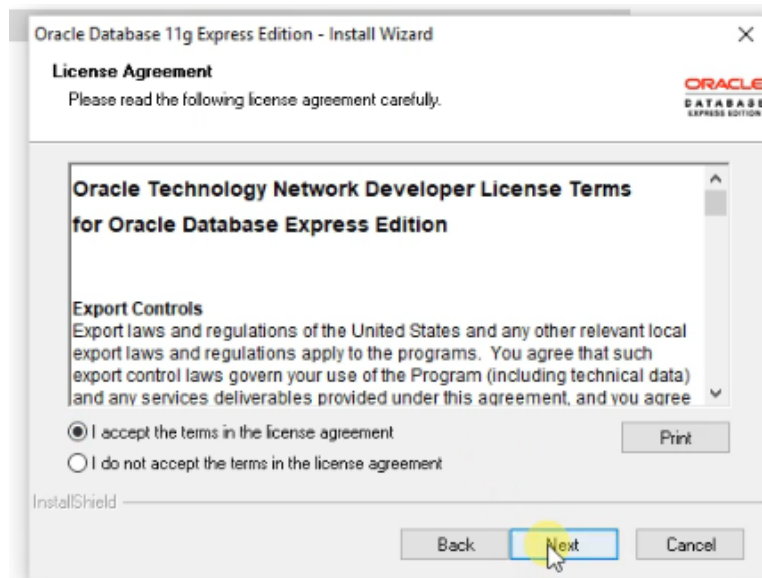 Oracle Database 11g Express Edition - Install Wizard
License Agreement
Please read the following license agreement carefully.
ORACLE
DATABASE
EXPRESS EDITION
Oracle Technology Network Developer License Terms
for Oracle Database Express Edition
Export Controls
Export laws and regulations of the United States and any other relevant local
export laws and regulations apply to the programs.  You agree that such
export control laws govern your use of the Program (including technical data)
and any services deliverables provided under this agreement, and you agree
I accept the terms in the license agreement
Print
I do not accept the terms in the license agreement
InstallShield
Back
Next
Cancel